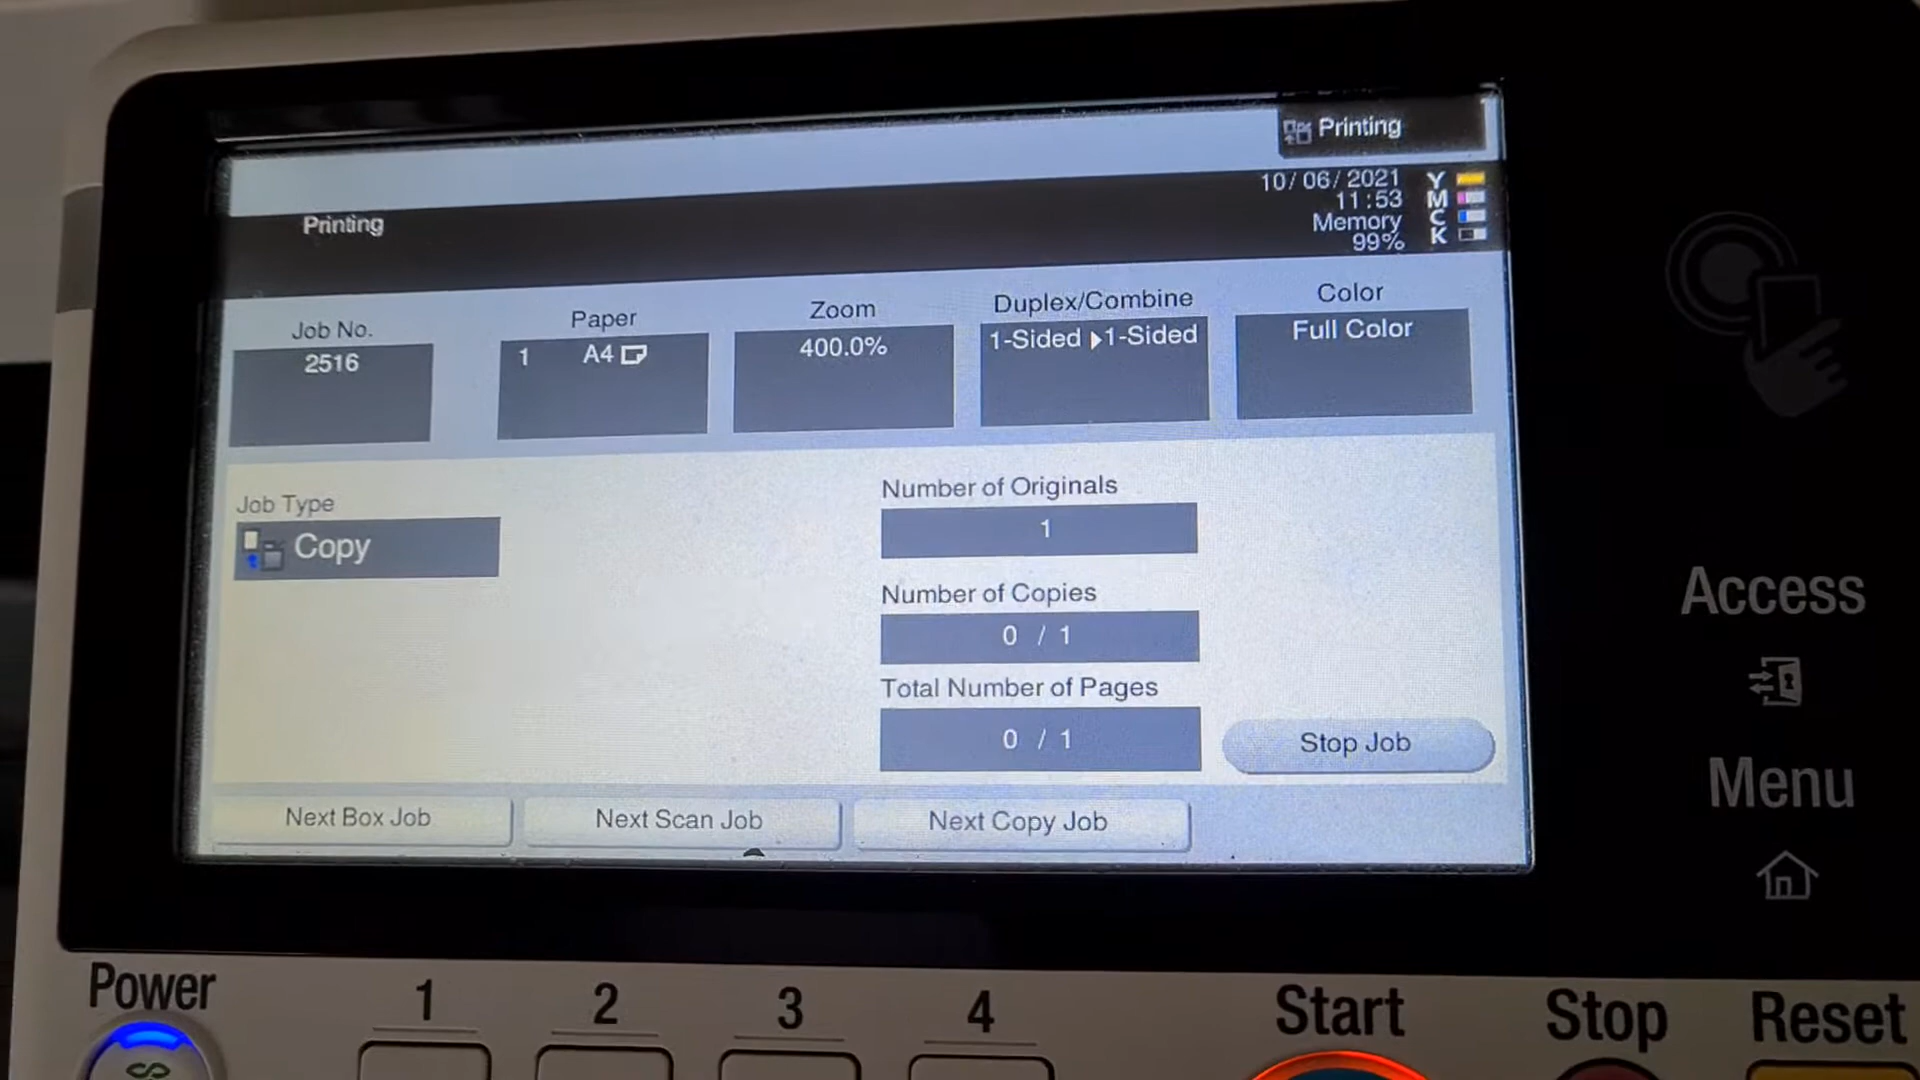 Printing
Printing
10/06/2021
11:53
Memory
99%
Y
M
C
K
Job No.
2516
Paper
1 A4
Zoom
400.0%
Duplex/Combine
1-Sided ▶1-Sided
Color
Full Color
Job Type
Copy
Number of Originals
1
Number of Copies
0 / 1
Total Number of Pages
0 / 1
Stop Job
Next Box Job
Next Scan Job
Next Copy Job
Access
Menu
Power
1
2
3
4
Start
Stop
Reset